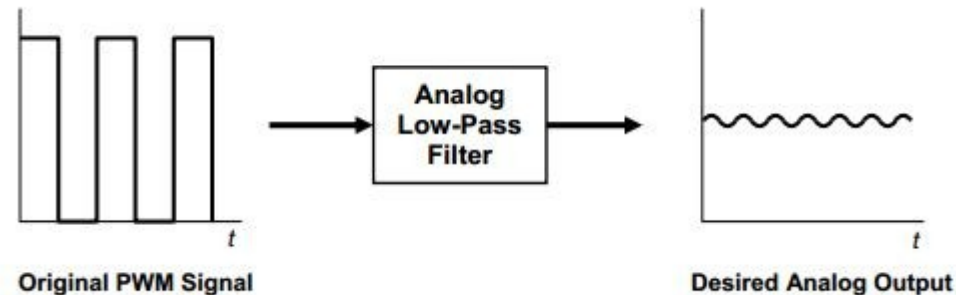 Analog
Low-Pass
Filter
t
t
Original PWM Signal
Desired Analog Output